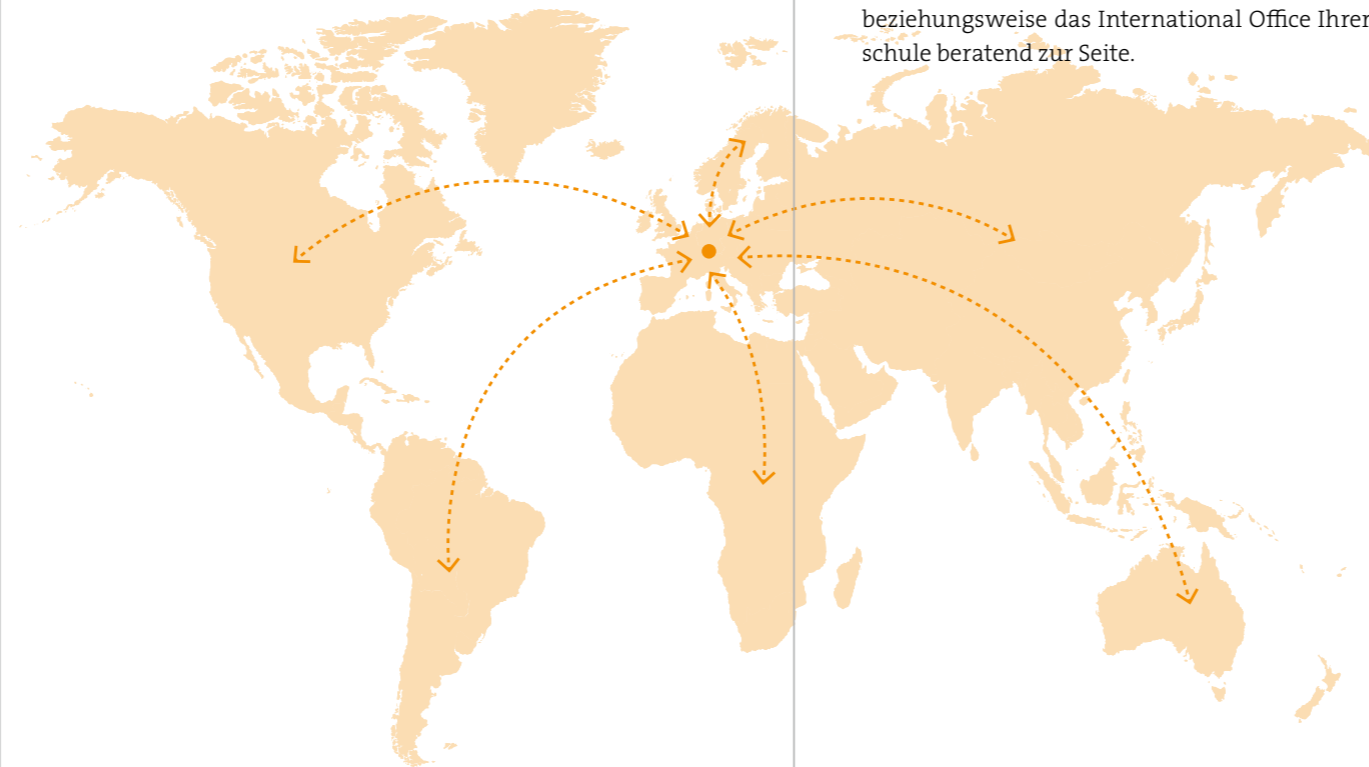 beziehungsweise das International Office Ihrer
schule beratend zur Seite.